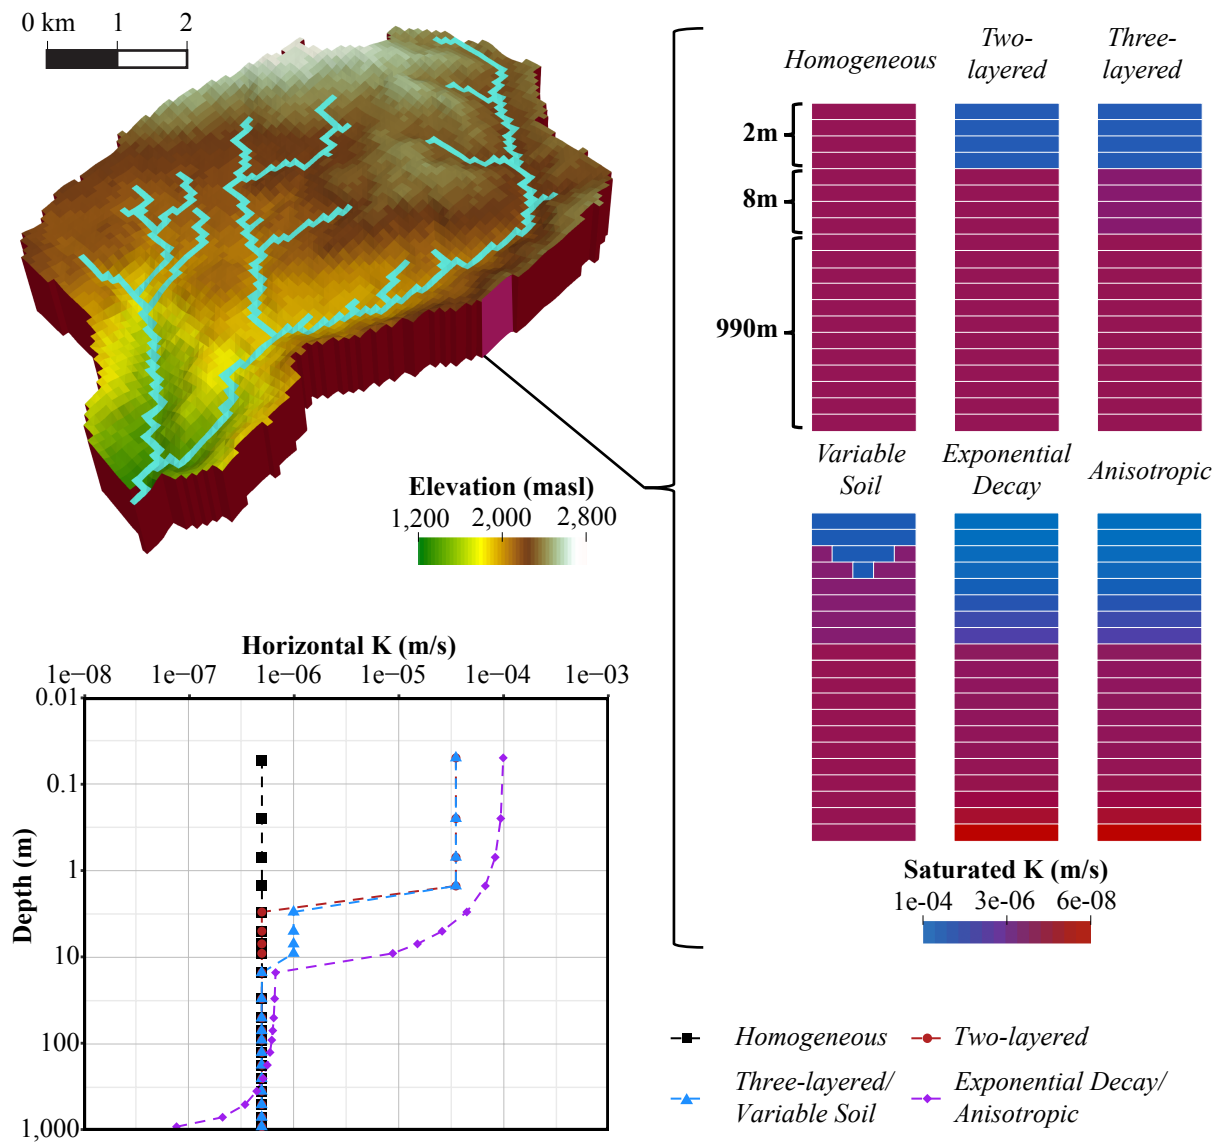 0 km 1 2
Homogeneous
Two-
layered
Three-
layered
2m
8m
990m
Variable
Soil
Exponential
Decay
Anisotropic
Elevation (masl)
1,200 2,000 2,800
Horizontal K (m/s)
1e−08 1e−07 1e−06 1e−05 1e−04 1e−03
Depth (m)
0.01
0.1
1
10
100
1,000
Saturated K (m/s)
1e-04 3e-06 6e-08
Homogeneous
Two-layered
Three-layered/
Variable Soil
Exponential Decay/
Anisotropic